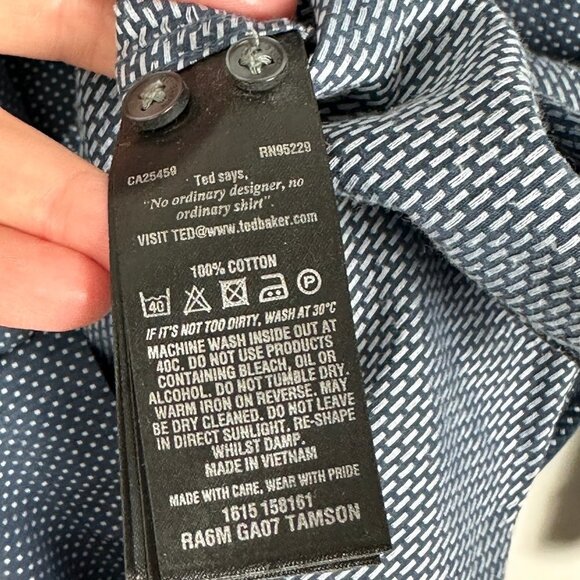 CA25459 RN95229
Ted says,
"No ordinary designer, no
ordinary shirt".
VISIT TED@www.tedbaker.com
100% COTTON
40 P
IF IT'S NOT TOO DIRTY, WASH AT 30°C
MACHINE WASH INSIDE OUT AT
40C. DO NOT USE PRODUCTS
CONTAINING BLEACH, OIL OR
ALCOHOL. DO NOT TUMBLE DRY.
WARM IRON ON REVERSE. MAY
BE DRY CLEANED. DO NOT LEAVE
IN DIRECT SUNLIGHT. RE-SHAPE
WHILST DAMP.
MADE IN VIETNAM
MADE WITH CARE, WEAR WITH PRIDE
1615 158161
RA6M GA07 TAMSON